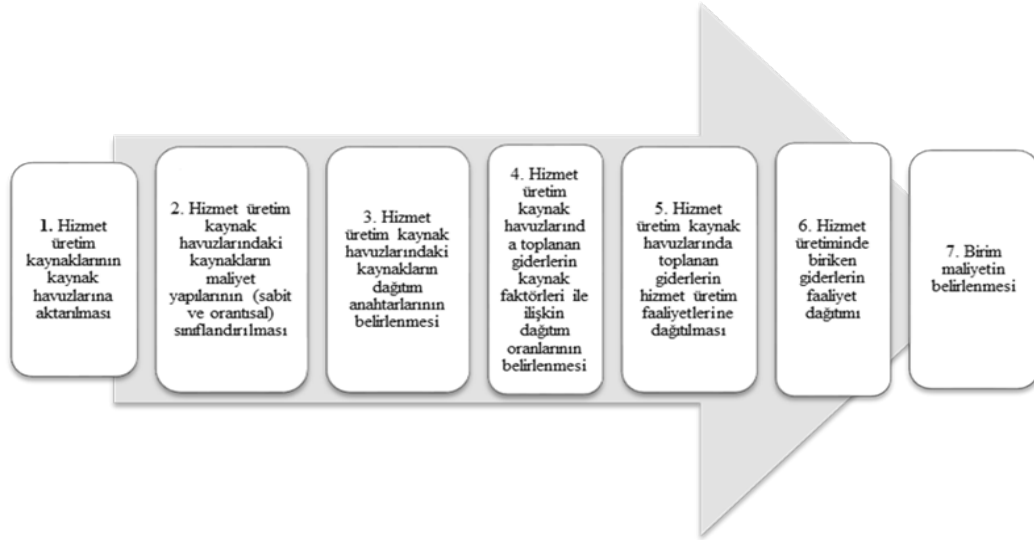 1. Hizmet
üretim
kaynaklarının
kaynak
havuzlarına
aktarılması
2. Hizmet üretim
kaynak
havuzlarındaki
kaynakların
maliyet
yapılarının (sabit
ve orantısal)
sınıflandırılması
3. Hizmet
üretim kaynak
havuzlarındaki
kaynakların
dağıtım
anahtarlarının
belirlenmesi
4. Hizmet
üretim
kaynak
havuzlarınd
a toplanan
giderlerin
kaynak
faktörleri ile
ilişkin
dağıtım
oranlarının
belirlenmesi
5. Hizmet
üretim kaynak
havuzlarında
toplanan
giderlerin
hizmet üretim
faaliyetlerine
dağıtılması
6. Hizmet
üretiminde
biriken
giderlerin
faaliyet
dağıtımı
7. Birim
maliyetin
belirlenmesi